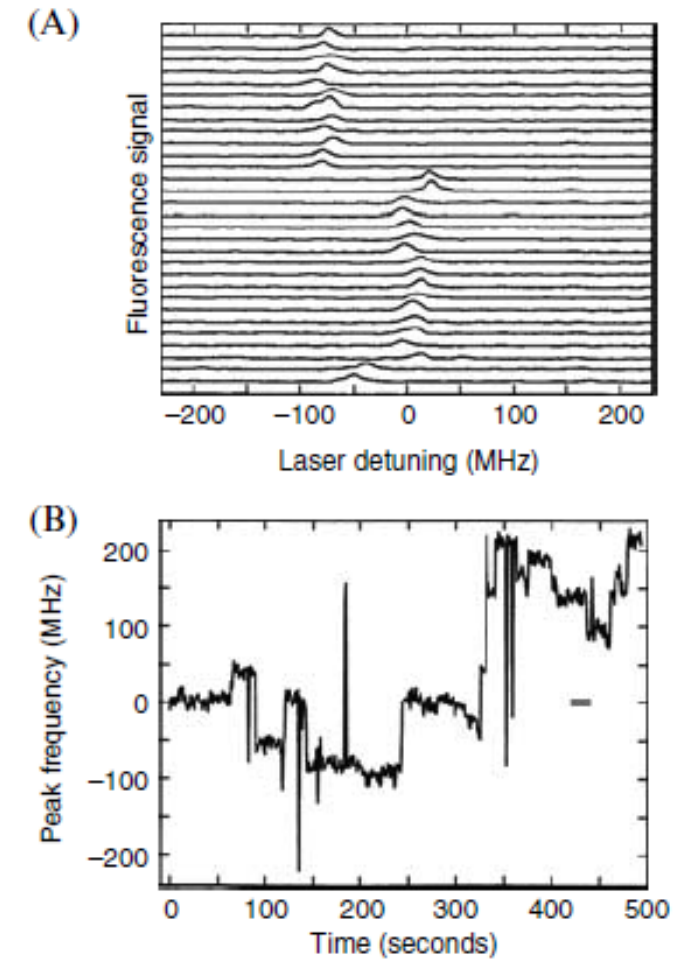 (A)
Fluorescence signal
−200 −100 0 100 200
Laser detuning (MHz)
(B)
Peak frequency (MHz)
200
100
0
−100
−200
0 100 200 300 400 500
Time (seconds)